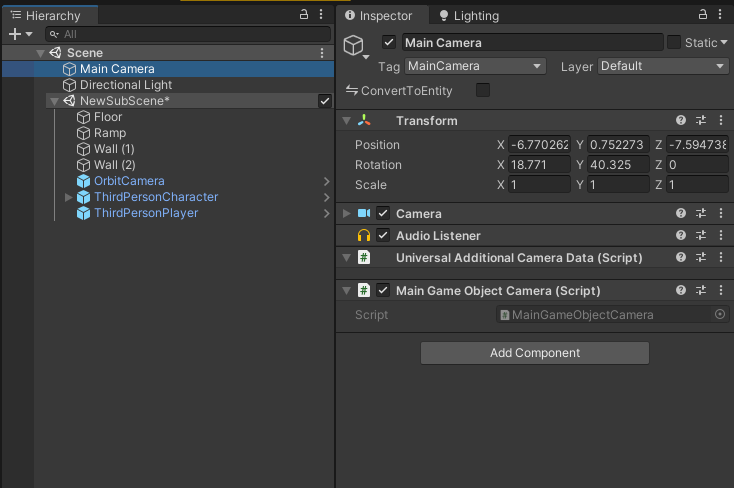 Hierarchy
All
Scene
Main Camera
Directional Light
NewSubScene*
Floor
Ramp
Wall (1)
Wall (2)
OrbitCamera
ThirdPersonCharacter
ThirdPersonPlayer
Inspector Lighting
Main Camera Static
Tag MainCamera Layer Default
ConvertToEntity
Transform
Position X -6.770262 Y 0.752273 Z -7.594738
Rotation X 18.771 Y 40.325 Z 0
Scale X 1 Y 1 Z 1
Camera
Audio Listener
# Universal Additional Camera Data (Script)
# Main Game Object Camera (Script)
Script # MainGameObjectCamera
Add Component